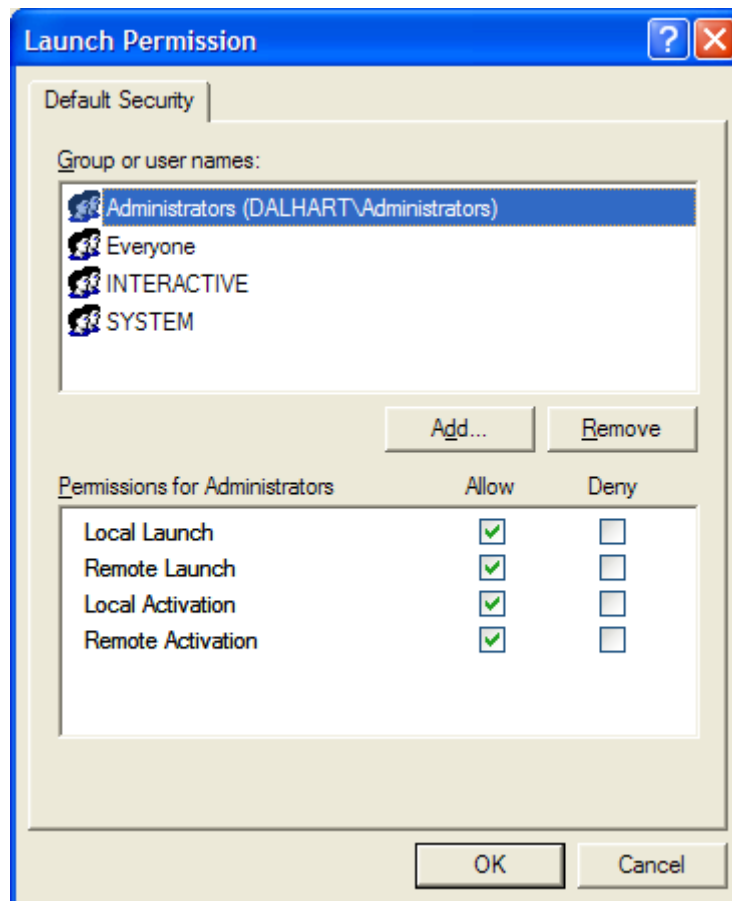 Launch Permission
Default Security
Group or user names:
Administrators (DALHART\Administrators)
Everyone
INTERACTIVE
SYSTEM
Add...
Remove
Permissions for Administrators
Allow
Deny
Local Launch
Remote Launch
Local Activation
Remote Activation
OK
Cancel